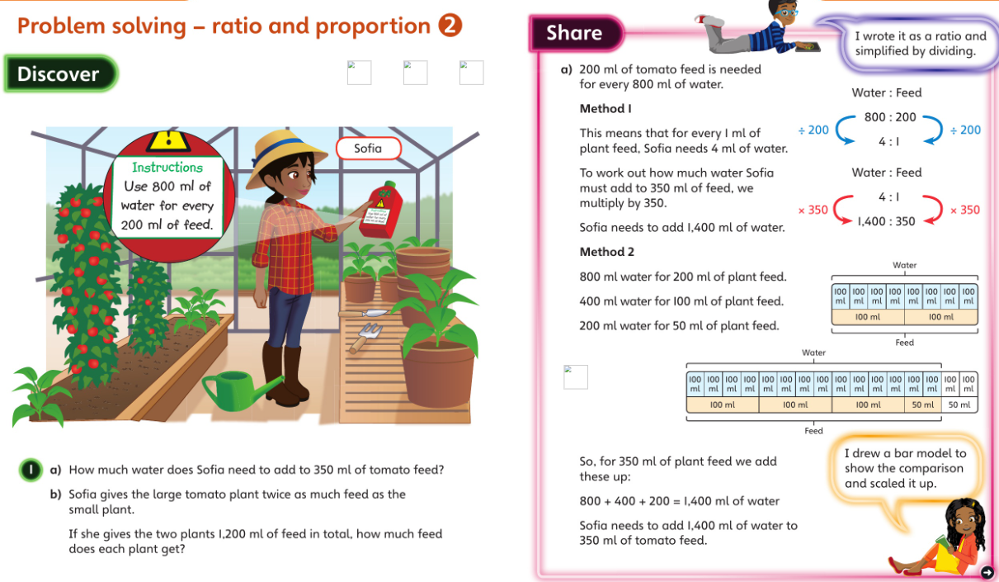 Problem solving – ratio and proportion 2
Discover
Instructions
Use 800 ml of
water for every
200 ml of feed.
Sofia
1 a) How much water does Sofia need to add to 350 ml of tomato feed?
b) Sofia gives the large tomato plant twice as much feed as the
small plant.
If she gives the two plants 1,200 ml of feed in total, how much feed
does each plant get?
Share
I wrote it as a ratio and
simplified by dividing.
a) 200 ml of tomato feed is needed
for every 800 ml of water.
Method 1
This means that for every 1 ml of
plant feed, Sofia needs 4 ml of water.
To work out how much water Sofia
must add to 350 ml of feed, we
multiply by 350.
Sofia needs to add 1,400 ml of water.
Water : Feed
800 : 200
÷ 200 ÷ 200
4 : 1
Water : Feed
4 : 1
× 350 × 350
1,400 : 350
Method 2
800 ml water for 200 ml of plant feed.
400 ml water for 100 ml of plant feed.
200 ml water for 50 ml of plant feed.
Water
100 100 100 100 100 100 100 100
ml ml ml ml ml ml ml ml
100 ml 100 ml
Feed
Water
100 100 100 100 100 100 100 100 100 100 100 100 100 100 100 100
ml ml ml ml ml ml ml ml ml ml ml ml ml ml ml ml
100 ml 100 ml 100 ml 50 ml 50 ml
Feed
So, for 350 ml of plant feed we add
these up:
800 + 400 + 200 = 1,400 ml of water
Sofia needs to add 1,400 ml of water to
350 ml of tomato feed.
I drew a bar model to
show the comparison
and scaled it up.